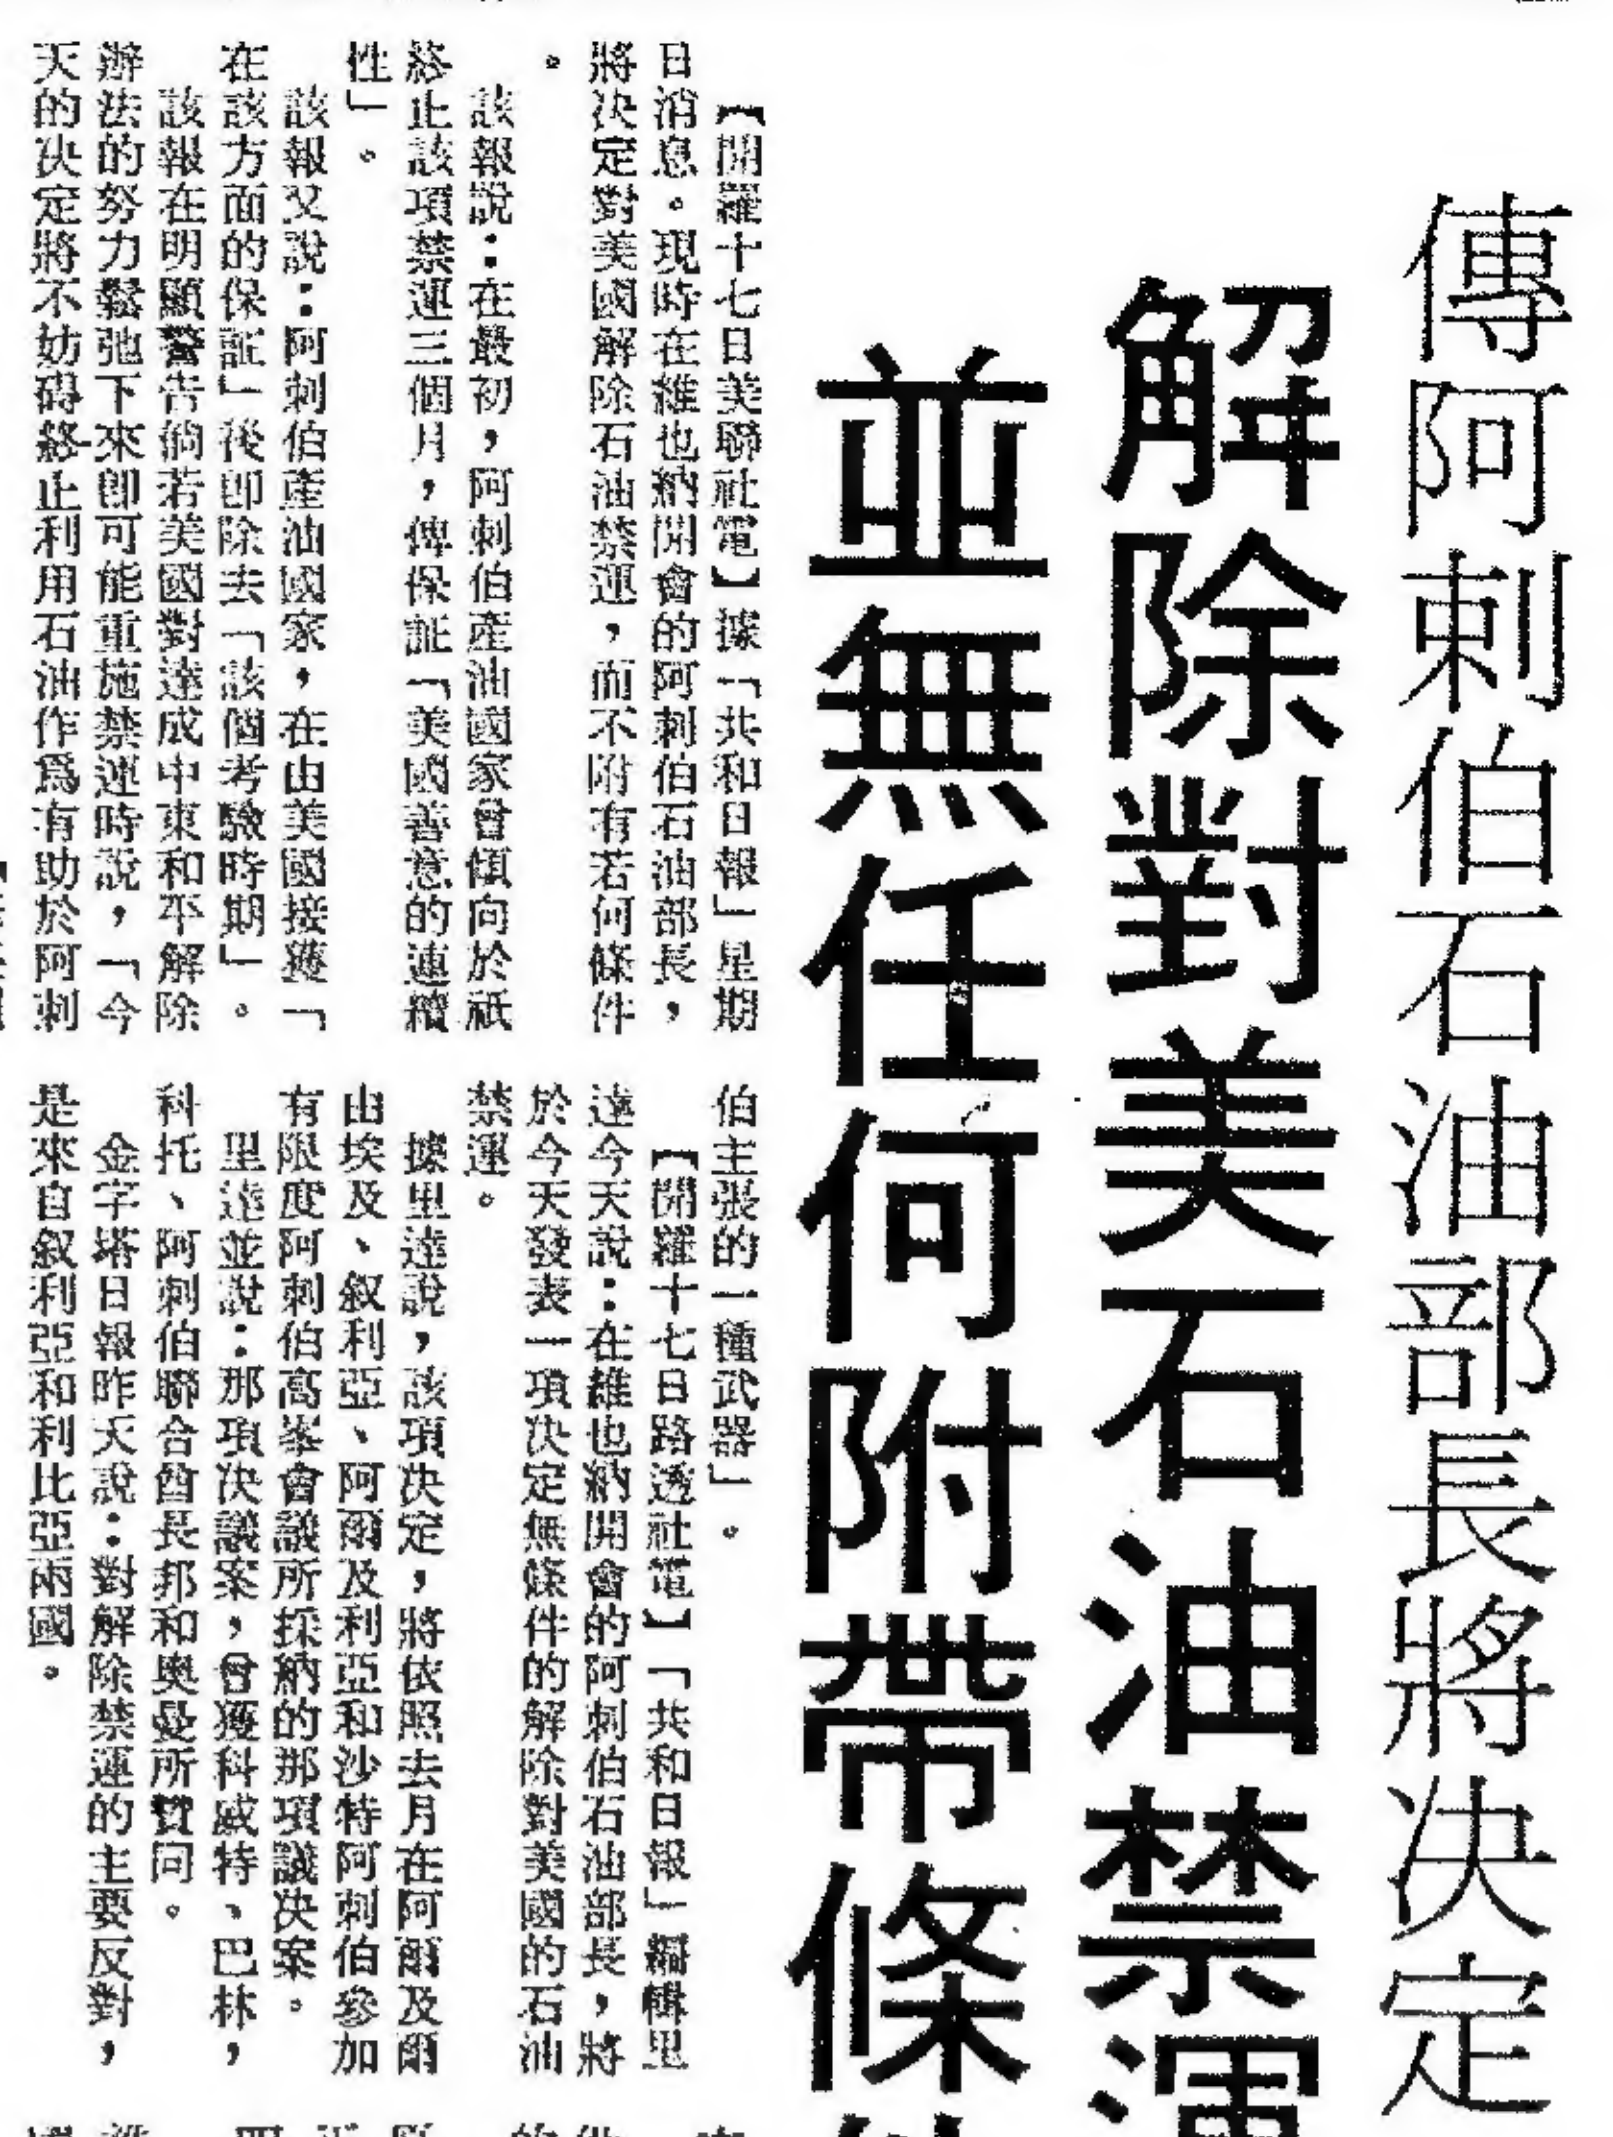 傳阿剌伯石油部長將決定
解除對美石油禁運
並無任何附帶條
【開羅十七日美聯社電】據「共和日報」星期
日消息。現時在維也納開會的阿剌伯石油部長，
將決定對美國解除石油禁運，而不附有若何條件
。
該報說：在最初，阿剌伯產油國家曾傾向於祇
終止該項禁運三個月，俾保証「美國善意的連續
性」。
該報又說：阿剌伯產油國家，在由美國接獲「
在該方面的保証」後卽除去「該個考驗時期」。
該報在明顯警告倘若美國對達成中東和平解除
辦法的努力鬆弛下來卽可能重施禁運時說，「今
天的決定將不妨碍終止利用石油作爲有助於阿剌
伯主張的一種武器」。
【開羅十七日路透社電】「共和日報」編輯里
達今天說：在維也納開會的阿剌伯石油部長，將
於今天發表一項決定無條件的解除對美國的石油
禁運。
據里達說，該項決定，將依照去月在阿爾及爾
由埃及、叙利亞、阿爾及利亞和沙特阿剌伯參加
有限度阿剌伯高峯會議所採納的那項議決案。
里達並說：那項決議案，曾獲科威特、巴林，
科托、阿剌伯聯合酋長邦和奧曼所贊同。
金字塔日報昨天說：對解除禁運的主要反對，
是來自叙利亞和利比亞兩國。